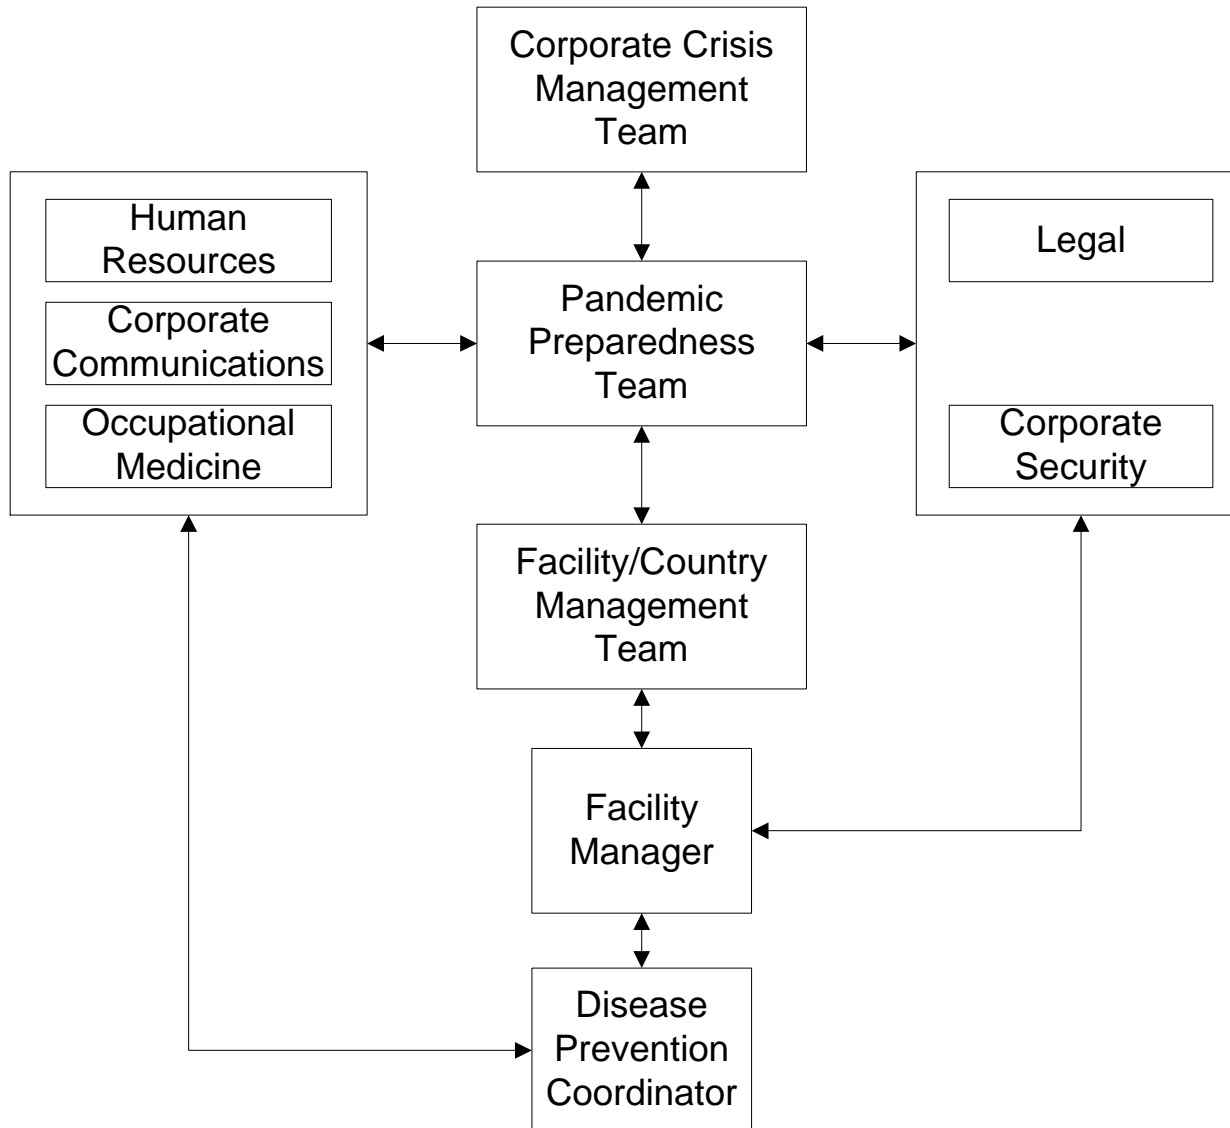 Corporate Crisis
Management
Team
Human
Resources
Corporate
Communications
Occupational
Medicine
Pandemic
Preparedness
Team
Legal
Corporate
Security
Facility/Country
Management
Team
Facility
Manager
Disease
Prevention
Coordinator